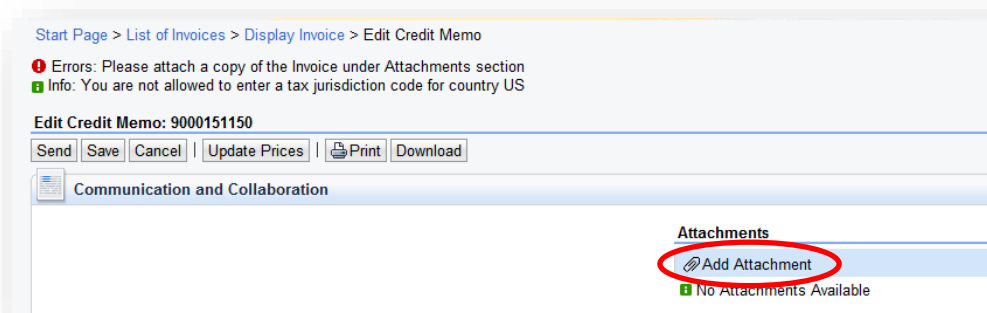 Start Page > List of Invoices > Display Invoice > Edit Credit Memo
Errors: Please attach a copy of the Invoice under Attachments section
Info: You are not allowed to enter a tax jurisdiction code for country US
Edit Credit Memo: 9000151150
Send Save Cancel | Update Prices | Print Download
Communication and Collaboration
Attachments
Add Attachment
No Attachments Available